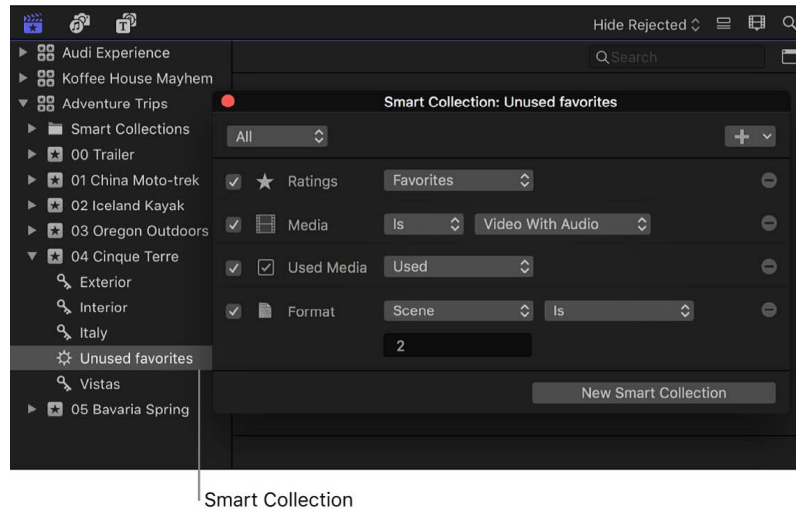 Hide Rejected
Audi Experience
Search
Koffee House Mayhem
Adventure Trips
Smart Collections
00 Trailer
01 China Moto-trek
02 Iceland Kayak
03 Oregon Outdoors
04 Cinque Terre
Exterior
Interior
Italy
Unused favorites
Vistas
05 Bavaria Spring
Smart Collection: Unused favorites
All
Ratings Favorites
Media Is Video With Audio
Used Media Used
Format Scene Is
2
New Smart Collection
Smart Collection